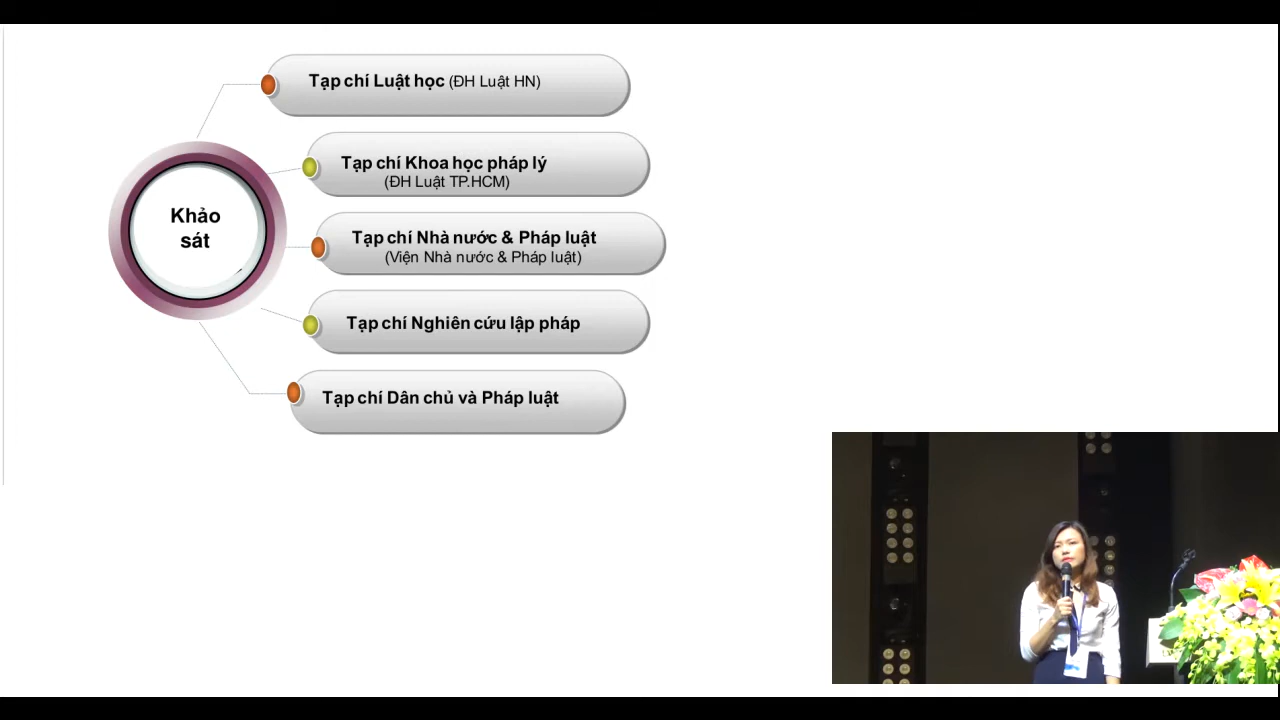 Tạp chí Luật học (ĐH Luật HN)
Tạp chí Khoa học pháp lý
(ĐH Luật TP.HCM)
Khảo
sát
Tạp chí Nhà nước & Pháp luật
(Viện Nhà nước & Pháp luật)
Tạp chí Nghiên cứu lập pháp
Tạp chí Dân chủ và Pháp luật